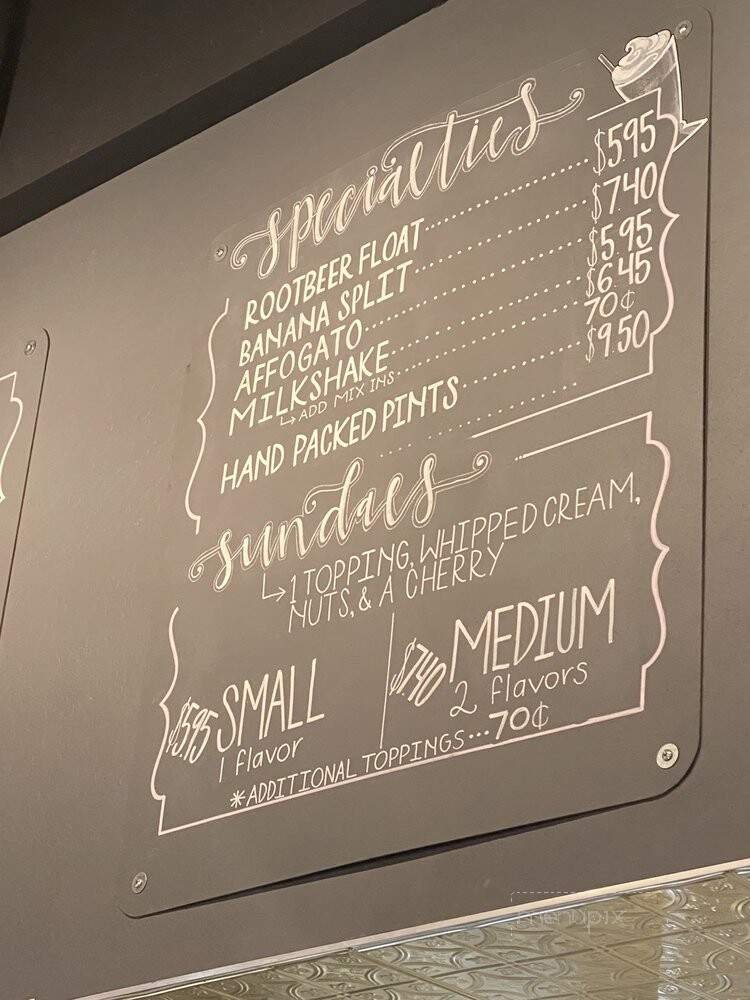 specialties
ROOTBEER FLOAT $5.95
BANANA SPLIT $7.40
AFFOGATO $5.95
MILKSHAKE $6.45
↳ ADD MIX INS 70¢
HAND PACKED PINTS $9.50
sundaes
↳ 1 TOPPING, WHIPPED CREAM,
NUTS, & A CHERRY
$5.95 SMALL
1 flavor
$7.40 MEDIUM
2 flavors
*ADDITIONAL TOPPINGS...70¢
menupix